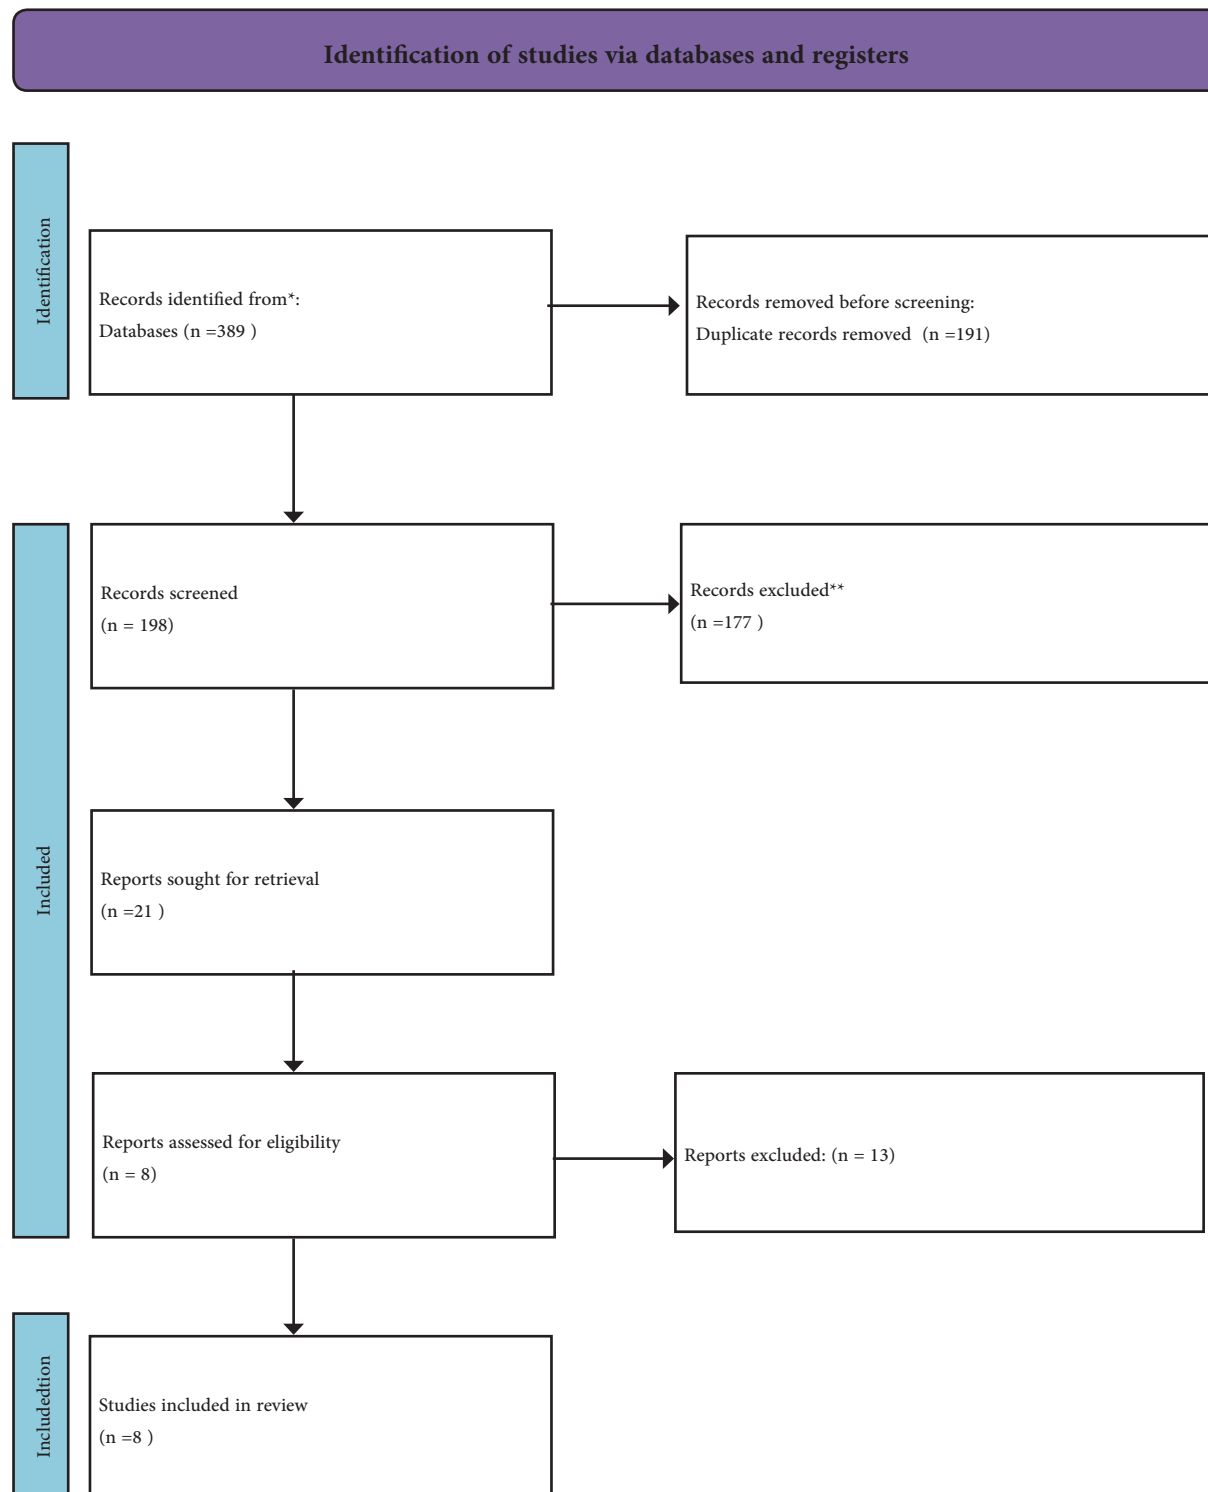 Identification of studies via databases and registers
Identification
Records identified from*:
Databases (n =389 )
Records removed before screening:
Duplicate records removed  (n =191)
Included
Records screened
(n = 198)
Records excluded**
(n =177 )
Reports sought for retrieval
(n =21 )
Reports assessed for eligibility
(n = 8)
Reports excluded: (n = 13)
Includedtion
Studies included in review
(n =8 )